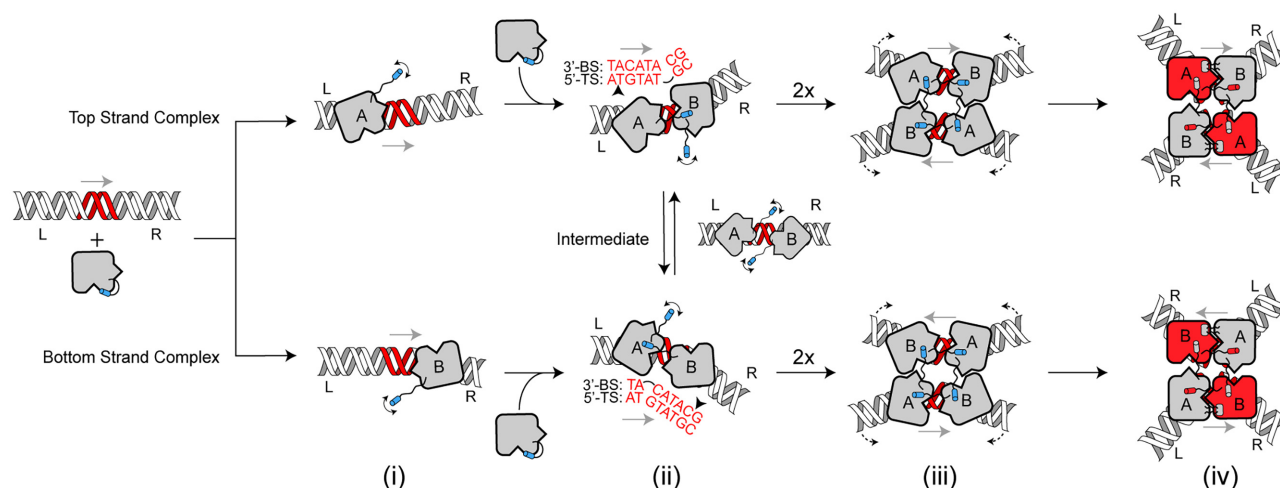 L
A
R
Top Strand Complex
3'-BS: TACATA CG
5'-TS: ATGTAT GC
B
A
L
R
2x
L
R
A
B
B
A
L
R
A
B
B
A
R
L
L
R
+
Intermediate
L
R
A
B
Bottom Strand Complex
L
B
R
L
A
B
R
3'-BS: TA CATACG
5'-TS: AT GTATGC
2x
B
A
A
B
R
L
B
A
A
B
L
R
(i)
(ii)
(iii)
(iv)